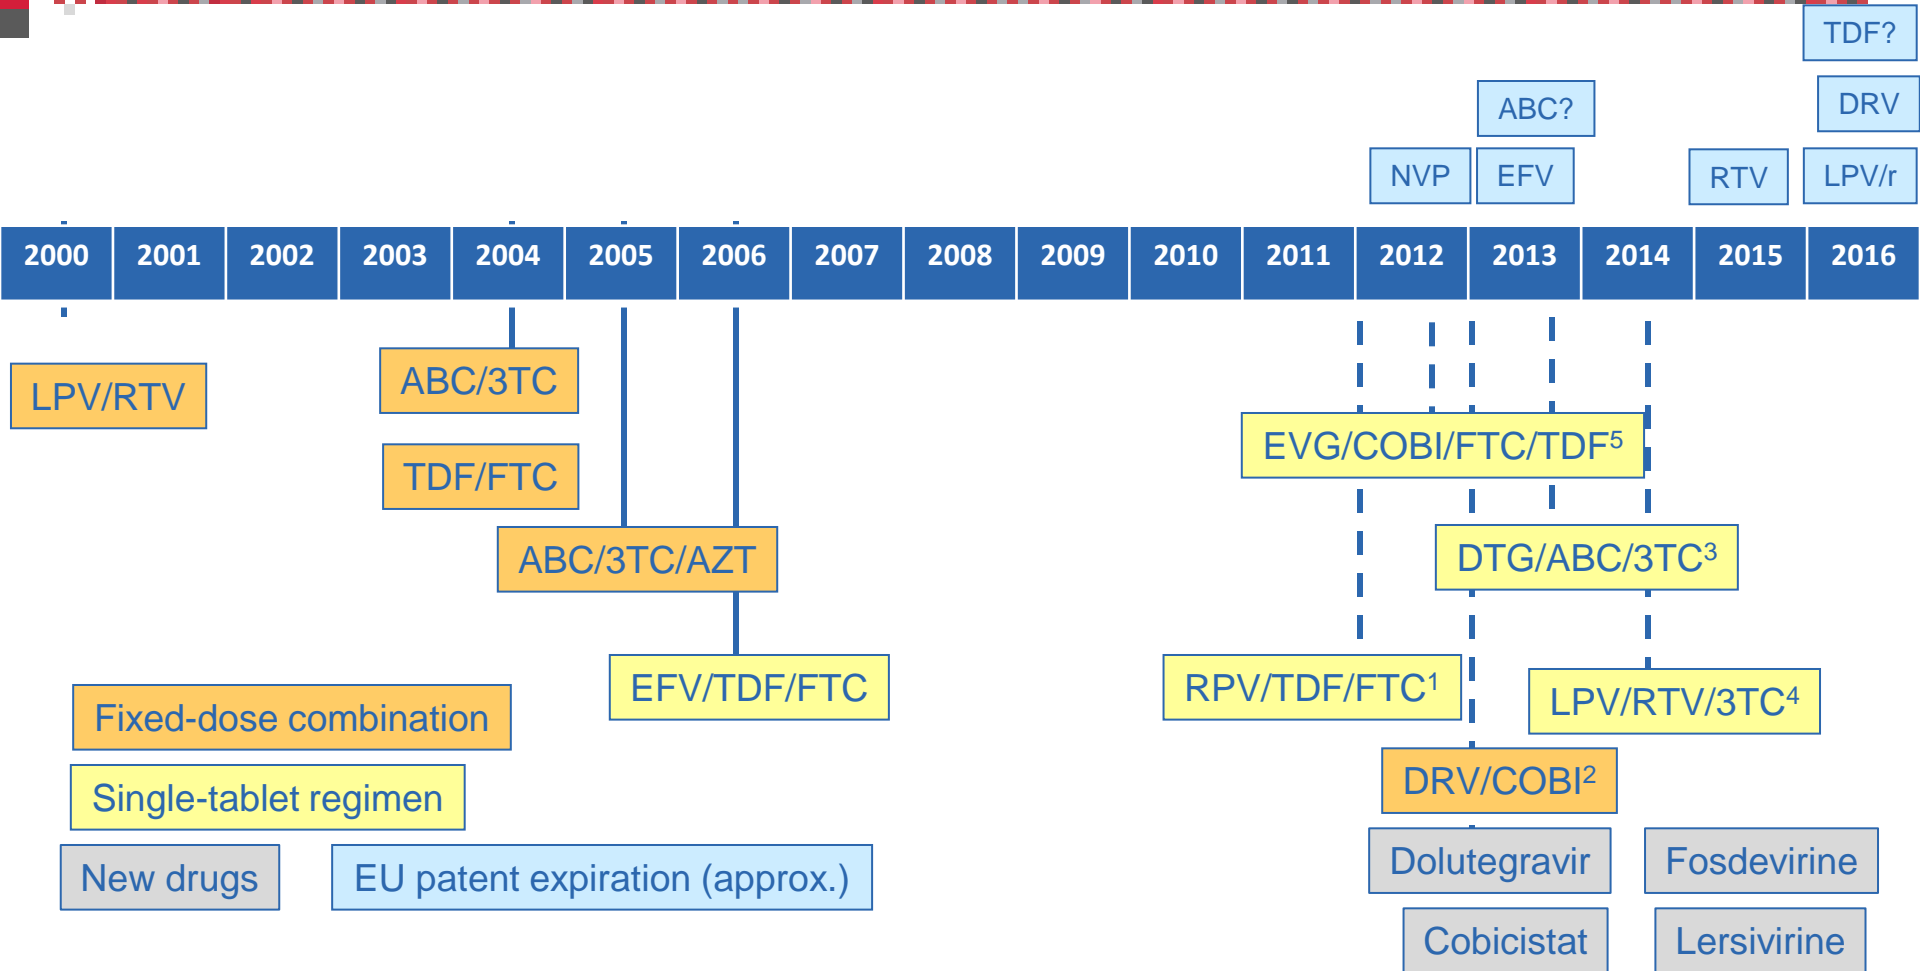 TDF?
ABC?
DRV
NVP
EFV
RTV
LPV/r
2000 2001 2002 2003 2004 2005 2006 2007 2008 2009 2010 2011 2012 2013 2014 2015 2016
LPV/RTV
ABC/3TC
TDF/FTC
EVG/COBI/FTC/TDF⁵
ABC/3TC/AZT
DTG/ABC/3TC³
EFV/TDF/FTC
RPV/TDF/FTC¹
LPV/RTV/3TC⁴
Fixed-dose combination
DRV/COBI²
Single-tablet regimen
Dolutegravir
Fosdevirine
New drugs
EU patent expiration (approx.)
Cobicistat
Lersivirine